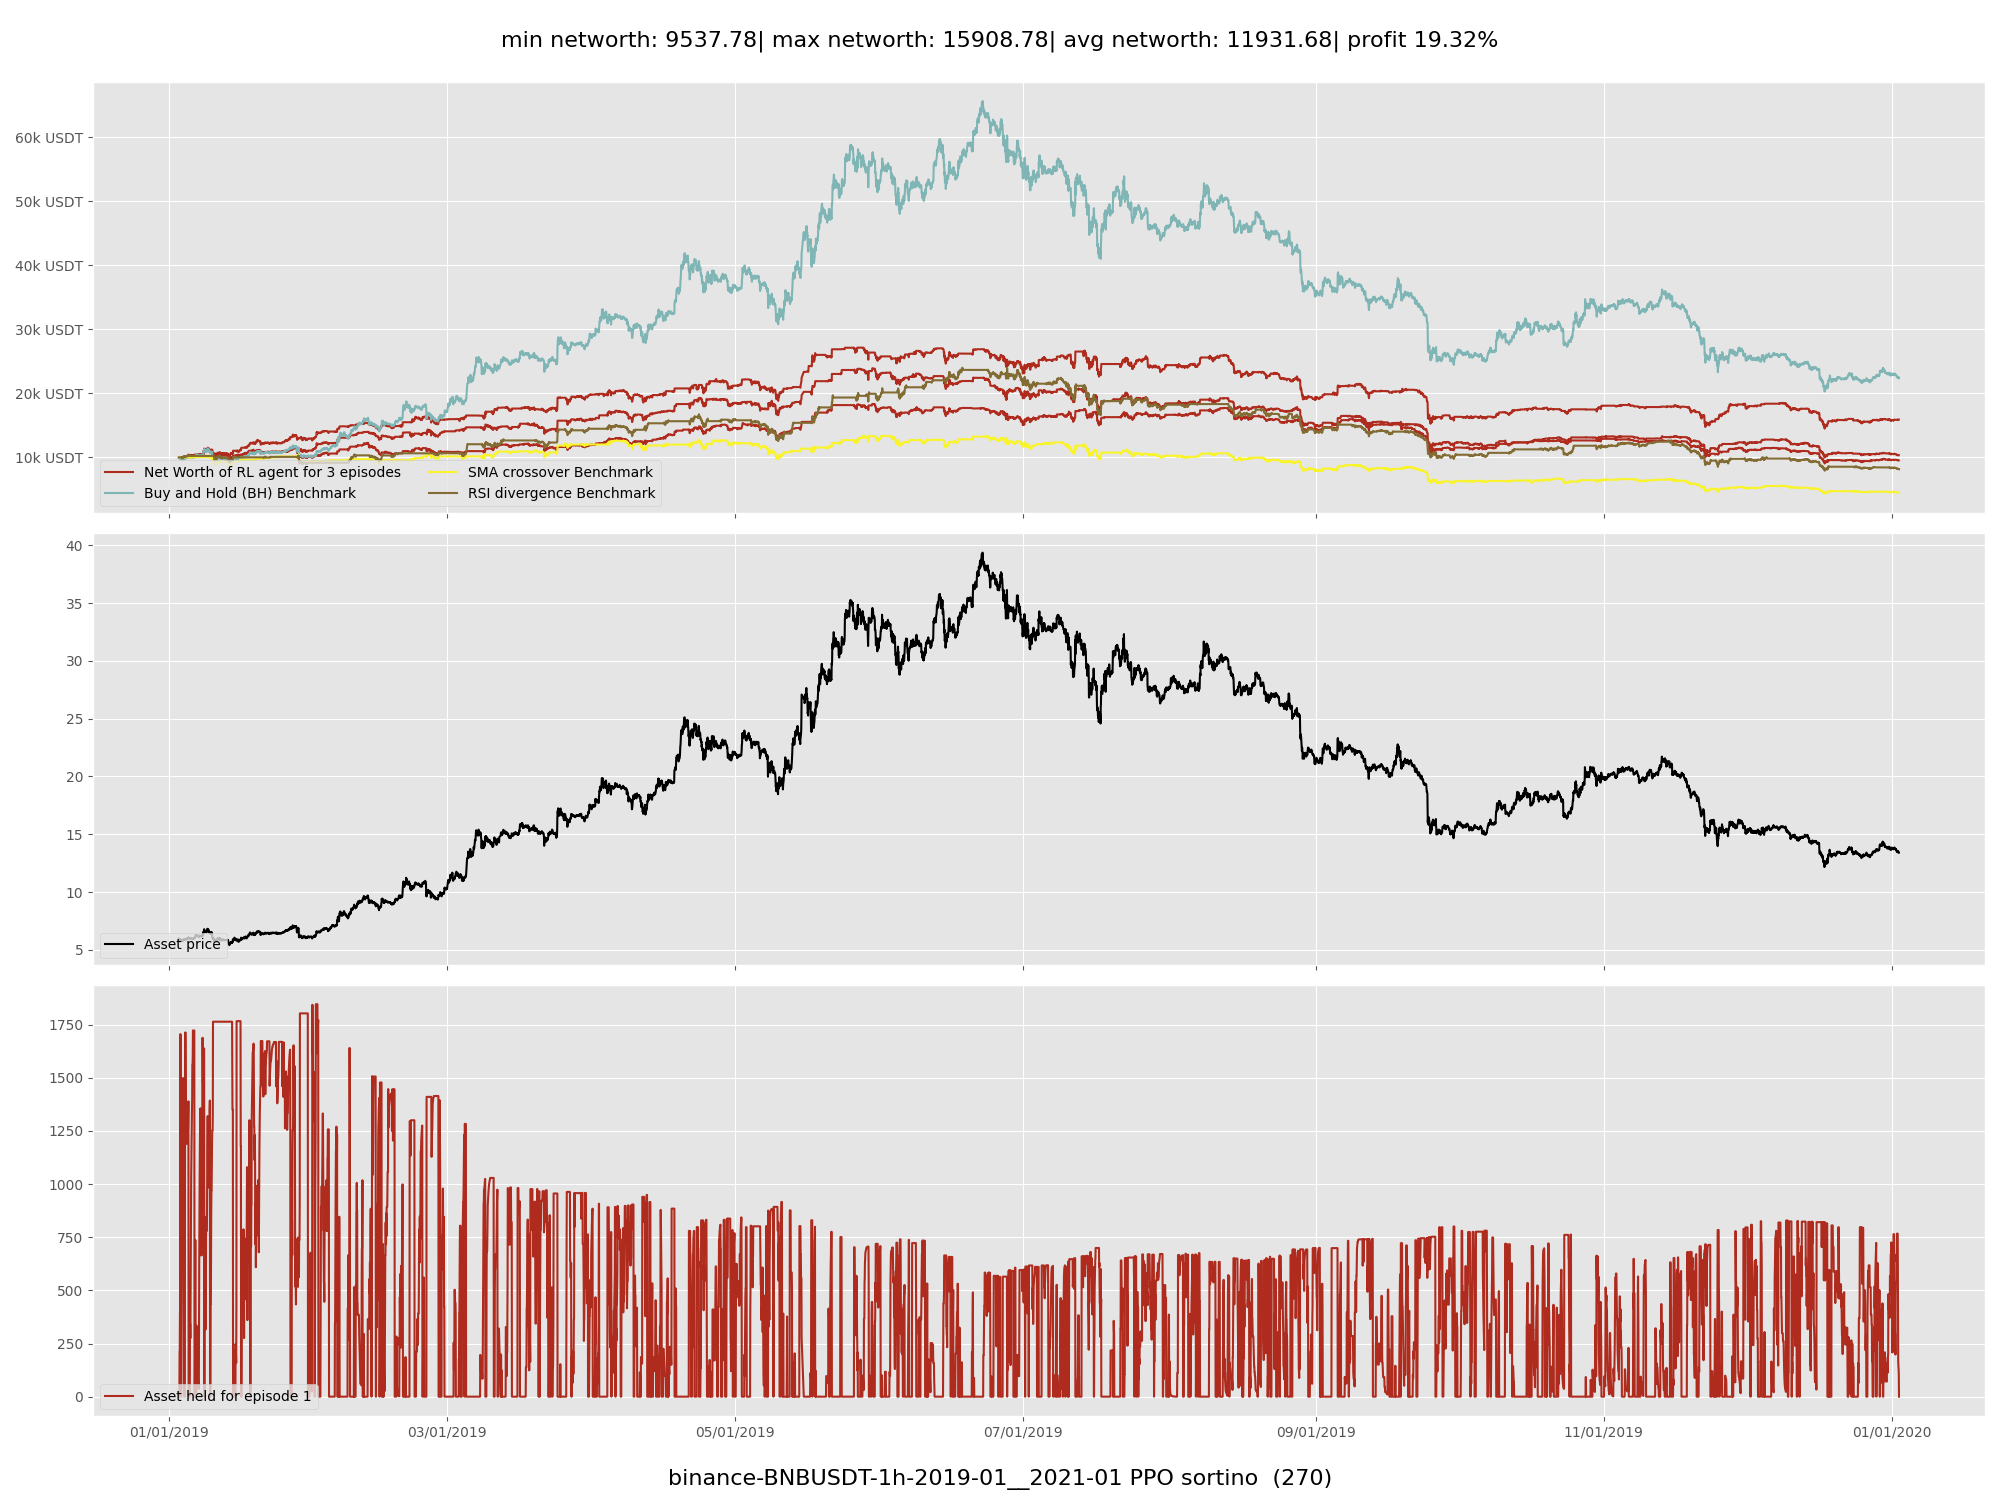 min networth: 9537.78| max networth: 15908.78| avg networth: 11931.68| profit 19.32%
60k USDT
50k USDT
40k USDT
30k USDT
20k USDT
10k USDT
Net Worth of RL agent for 3 episodes
Buy and Hold (BH) Benchmark
SMA crossover Benchmark
RSI divergence Benchmark
40
35
30
25
20
15
10
5
Asset price
1750
1500
1250
1000
750
500
250
0
Asset held for episode 1
01/01/2019 03/01/2019 05/01/2019 07/01/2019 09/01/2019 11/01/2019 01/01/2020
binance-BNBUSDT-1h-2019-01__2021-01 PPO sortino (270)